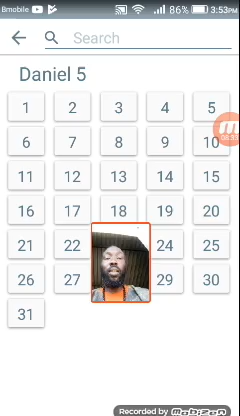 Bmobile 86% 3:53PM
Search
Daniel 5
1 2 3 4 5
6 7 8 9 10
11 12 13 14 15
16 17 18 19 20
21 22 24 25
26 27 29 30
31
Recorded by Mobizen